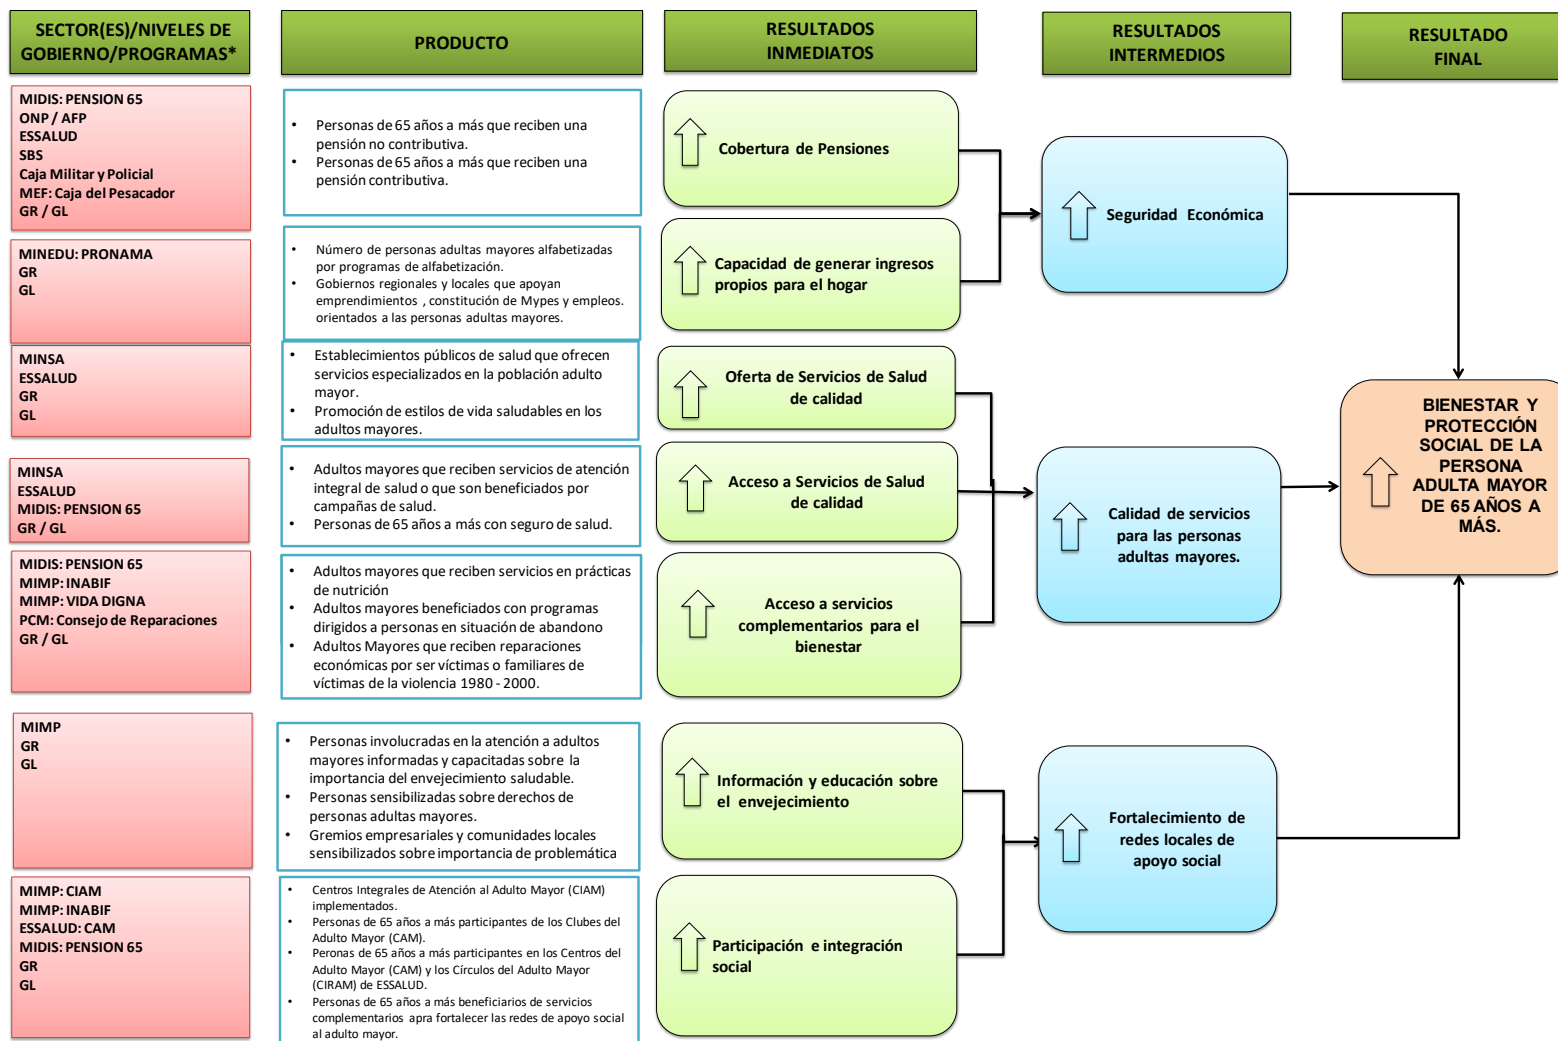 SECTOR(ES)/NIVELES DE
GOBIERNO/PROGRAMAS*
PRODUCTO
RESULTADOS
INMEDIATOS
RESULTADOS
INTERMEDIOS
RESULTADO
FINAL
MIDIS: PENSION 65
ONP / AFP
ESSALUD
SBS
Caja Militar y Policial
MEF: Caja del Pesacador
GR / GL
• Personas de 65 años a más que reciben una
pensión no contributiva.
• Personas de 65 años a más que reciben una
pensión contributiva.
Cobertura de Pensiones
Seguridad Económica
MINEDU: PRONAMA
GR
GL
• Número de personas adultas mayores alfabetizadas
por programas de alfabetización.
• Gobiernos regionales y locales que apoyan
emprendimientos , constitución de Mypes y empleos.
orientados a las personas adultas mayores.
Capacidad de generar ingresos
propios para el hogar
MINSA
ESSALUD
GR
GL
• Establecimientos públicos de salud que ofrecen
servicios especializados en la población adulto
mayor.
• Promoción de estilos de vida saludables en los
adultos mayores.
Oferta de Servicios de Salud
de calidad
BIENESTAR Y
PROTECCIÓN
SOCIAL DE LA
PERSONA
ADULTA MAYOR
DE 65 AÑOS A
MÁS.
MINSA
ESSALUD
MIDIS: PENSION 65
GR / GL
• Adultos mayores que reciben servicios de atención
integral de salud o que son beneficiados por
campañas de salud.
• Personas de 65 años a más con seguro de salud.
Acceso a Servicios de Salud
de calidad
Calidad de servicios
para las personas
adultas mayores.
MIDIS: PENSION 65
MIMP: INABIF
MIMP: VIDA DIGNA
PCM: Consejo de Reparaciones
GR / GL
• Adultos mayores que reciben servicios en prácticas
de nutrición
• Adultos mayores beneficiados con programas
dirigidos a personas en situación de abandono
• Adultos Mayores que reciben reparaciones
económicas por ser víctimas o familiares de
víctimas de la violencia 1980 - 2000.
Acceso a servicios
complementarios para el
bienestar
MIMP
GR
GL
• Personas involucradas en la atención a adultos
mayores informadas y capacitadas sobre la
importancia del envejecimiento saludable.
• Personas sensibilizadas sobre derechos de
personas adultas mayores.
• Gremios empresariales y comunidades locales
sensibilizados sobre importancia de problemática
Información y educación sobre
el envejecimiento
Fortalecimiento de
redes locales de
apoyo social
MIMP: CIAM
MIMP: INABIF
ESSALUD: CAM
MIDIS: PENSION 65
GR
GL
• Centros Integrales de Atención al Adulto Mayor (CIAM)
implementados.
• Personas de 65 años a más participantes de los Clubes del
Adulto Mayor (CAM).
• Peronas de 65 años a más participantes en los Centros del
Adulto Mayor (CAM) y los Círculos del Adulto Mayor
(CIRAM) de ESSALUD.
• Personas de 65 años a más beneficiarios de servicios
complementarios apra fortalecer las redes de apoyo social
al adulto mayor.
Participación e integración
social